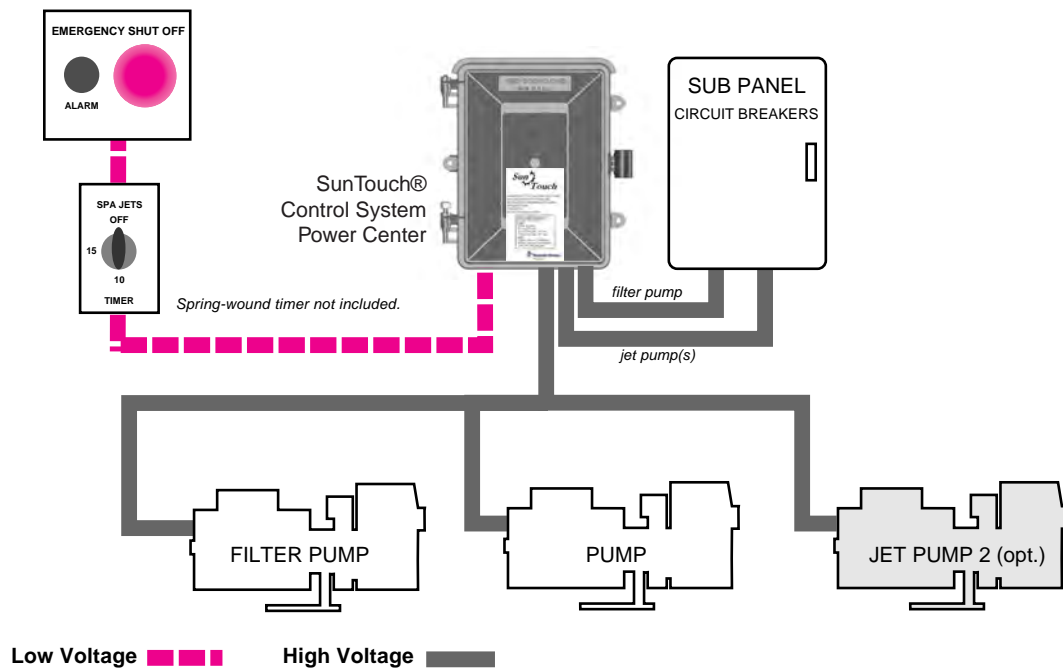 EMERGENCY SHUT OFF
ALARM
SPA JETS
OFF
15
10
TIMER
Spring-wound timer not included.
SunTouch®
Control System
Power Center
Sun
Touch
SUB PANEL
CIRCUIT BREAKERS
filter pump
jet pump(s)
FILTER PUMP
PUMP
JET PUMP 2 (opt.)
Low Voltage
High Voltage